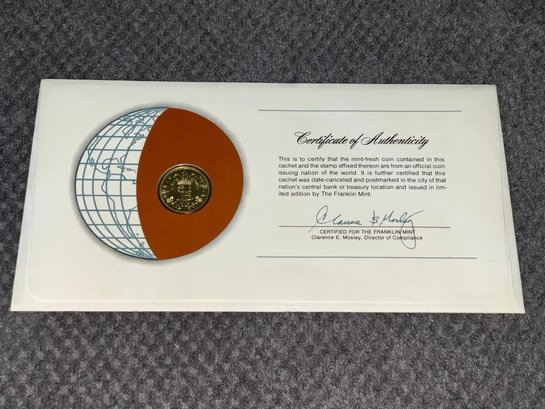 Certificate of Authenticity
This is to certify that the mint-fresh coin contained in this
cachet and the stamp affixed thereon are from an official coin
issuing nation of the world. It is further certified that this
cachet was date-canceled and postmarked in the city of that
nation's central bank or treasury location and issued in lim-
ited edition by The Franklin Mint.
CERTIFIED FOR THE FRANKLIN MINT
Clarence E. Mosley, Director of Compliance